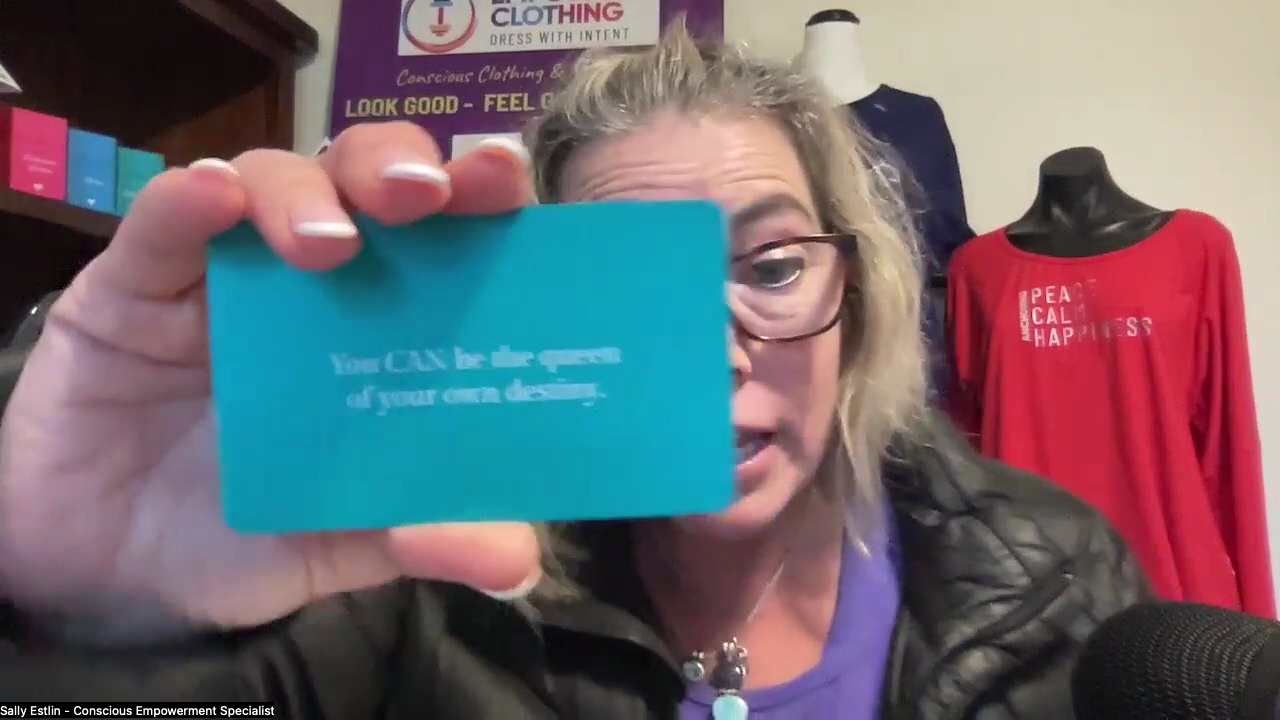 CLOTHING
DRESS WITH INTENT
Conscious Clothing &
LOOK GOOD - FEEL
You CAN be the queen
of your own destiny.
ANCHORING
PEACE
CALM
HAPPINESS
Sally Estlin - Conscious Empowerment Specialist